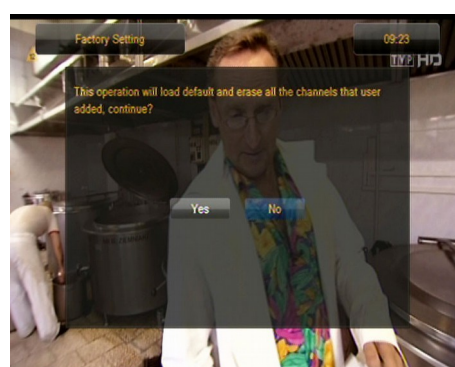 Factory Setting
09:23
TVP HD
This operation will load default and erase all the channels that user
added, continue?
Yes
No